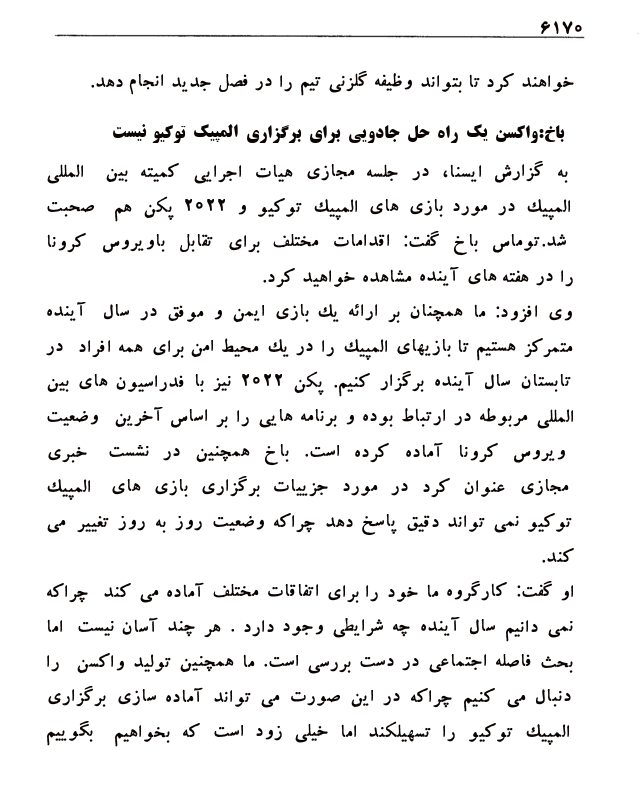 ۶۱۷۰
خواهند کرد تا بتواند وظیفه گلزنی تیم را در فصل جدید انجام دهد.
باخ:واکسن یک راه حل جادویی برای برگزاری المپیک توکیو نیست
به گزارش ایسنا، در جلسه مجازی هیات اجرایی کمیته بین المللی
المپیک در مورد بازی های المپیک توکیو و ۲۰۲۲ پکن هم صحبت
شد.توماس باخ گفت: اقدامات مختلف برای تقابل باویروس کرونا
را در هفته های آینده مشاهده خواهید کرد.
وی افزود: ما همچنان بر ارائه یک بازی ایمن و موفق در سال آینده
متمرکز هستیم تا بازیهای المپیک را در یک محیط امن برای همه افراد در
تابستان سال آینده برگزار کنیم. پکن ۲۰۲۲ نیز با فدراسیون های بین
المللی مربوطه در ارتباط بوده و برنامه هایی را بر اساس آخرین وضعیت
ویروس کرونا آماده کرده است. باخ همچنین در نشست خبری
مجازی عنوان کرد در مورد جزییات برگزاری بازی های المپیک
توکیو نمی تواند دقیق پاسخ دهد چراکه وضعیت روز به روز تغییر می
کند.
او گفت: کارگروه ما خود را برای اتفاقات مختلف آماده می کند چراکه
نمی دانیم سال آینده چه شرایطی وجود دارد . هر چند آسان نیست اما
بحث فاصله اجتماعی در دست بررسی است. ما همچنین تولید واکسن را
دنبال می کنیم چراکه در این صورت می تواند آماده سازی برگزاری
المپیک توکیو را تسهیلکند اما خیلی زود است که بخواهیم بگوییم